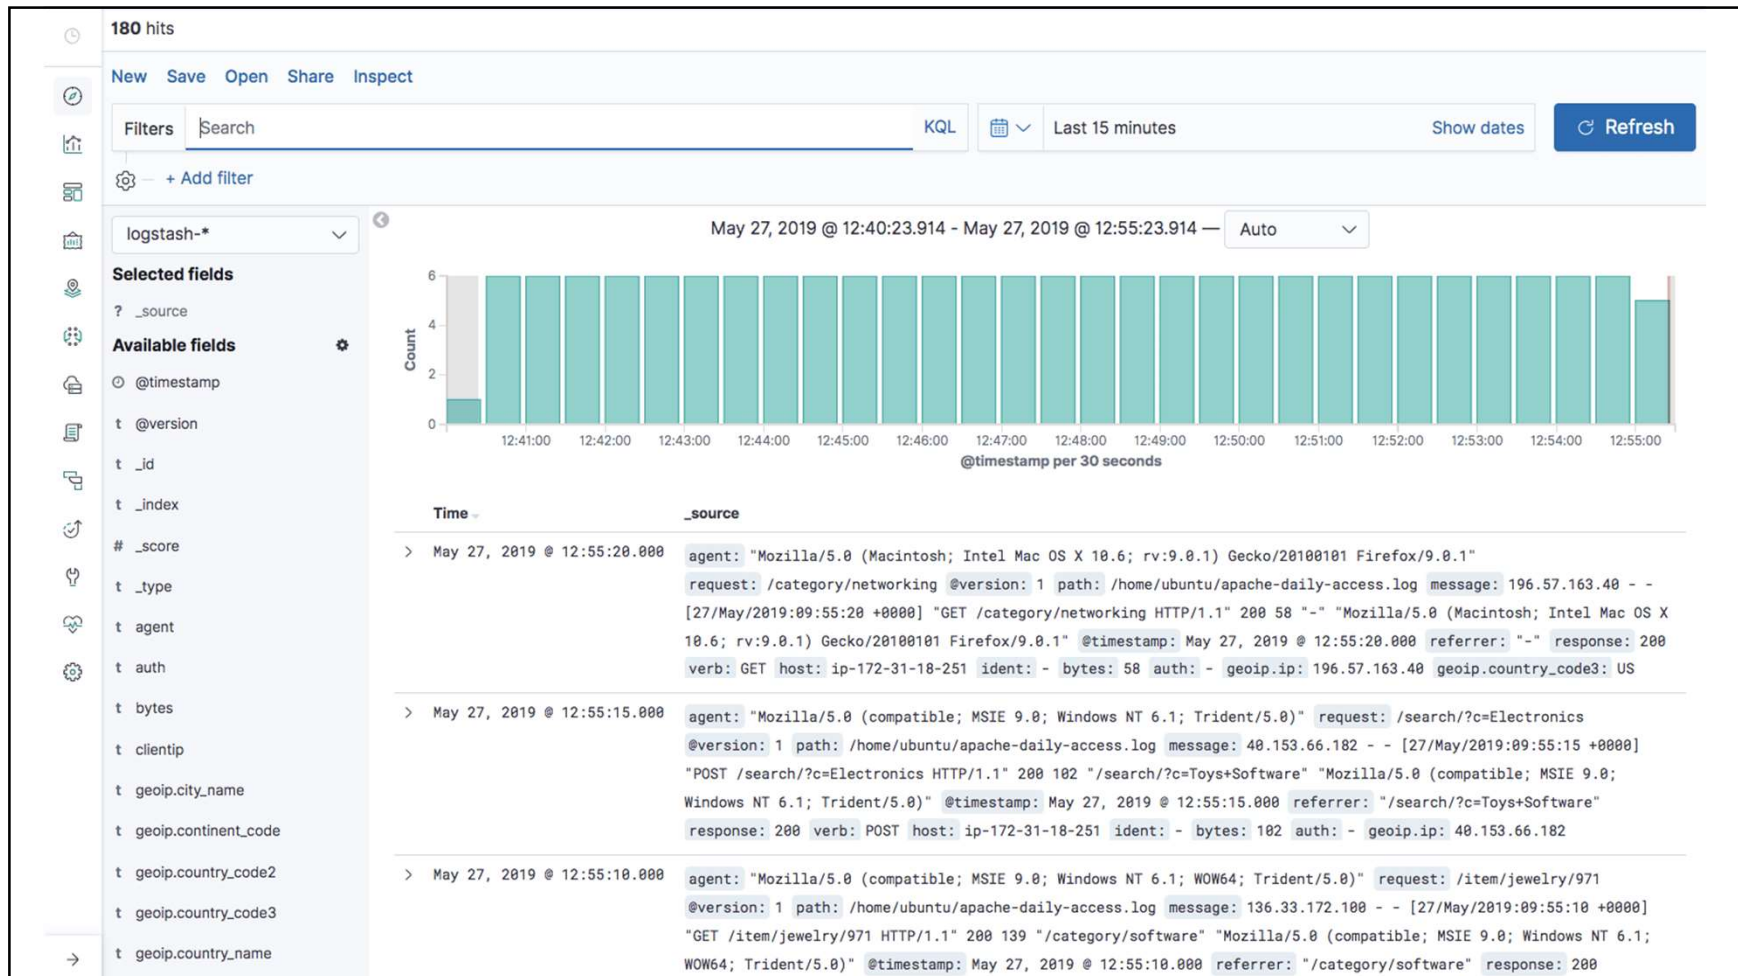 180 hits
New Save Open Share Inspect
Filters Search KQL Last 15 minutes Show dates Refresh
+ Add filter
logstash-*
May 27, 2019 @ 12:40:23.914 - May 27, 2019 @ 12:55:23.914 — Auto
Selected fields
? _source
Available fields
@timestamp
t @version
t _id
t _index
# _score
t _type
t agent
t auth
t bytes
t clientip
t geoip.city_name
t geoip.continent_code
t geoip.country_code2
t geoip.country_code3
t geoip.country_name
Count
6
4
2
0
12:41:00 12:42:00 12:43:00 12:44:00 12:45:00 12:46:00 12:47:00 12:48:00 12:49:00 12:50:00 12:51:00 12:52:00 12:53:00 12:54:00 12:55:00
@timestamp per 30 seconds
Time _source
May 27, 2019 @ 12:55:20.000 agent: "Mozilla/5.0 (Macintosh; Intel Mac OS X 10.6; rv:9.0.1) Gecko/20100101 Firefox/9.0.1"
request: /category/networking @version: 1 path: /home/ubuntu/apache-daily-access.log message: 196.57.163.40 - -
[27/May/2019:09:55:20 +0000] "GET /category/networking HTTP/1.1" 200 58 "-" "Mozilla/5.0 (Macintosh; Intel Mac OS X
10.6; rv:9.0.1) Gecko/20100101 Firefox/9.0.1" @timestamp: May 27, 2019 @ 12:55:20.000 referrer: "-" response: 200
verb: GET host: ip-172-31-18-251 ident: - bytes: 58 auth: - geoip.ip: 196.57.163.40 geoip.country_code3: US
May 27, 2019 @ 12:55:15.000 agent: "Mozilla/5.0 (compatible; MSIE 9.0; Windows NT 6.1; Trident/5.0)" request: /search/?c=Electronics
@version: 1 path: /home/ubuntu/apache-daily-access.log message: 40.153.66.182 - - [27/May/2019:09:55:15 +0000]
"POST /search/?c=Electronics HTTP/1.1" 200 102 "/search/?c=Toys+Software" "Mozilla/5.0 (compatible; MSIE 9.0;
Windows NT 6.1; Trident/5.0)" @timestamp: May 27, 2019 @ 12:55:15.000 referrer: "/search/?c=Toys+Software"
response: 200 verb: POST host: ip-172-31-18-251 ident: - bytes: 102 auth: - geoip.ip: 40.153.66.182
May 27, 2019 @ 12:55:10.000 agent: "Mozilla/5.0 (compatible; MSIE 9.0; Windows NT 6.1; WOW64; Trident/5.0)" request: /item/jewelry/971
@version: 1 path: /home/ubuntu/apache-daily-access.log message: 136.33.172.100 - - [27/May/2019:09:55:10 +0000]
"GET /item/jewelry/971 HTTP/1.1" 200 139 "/category/software" "Mozilla/5.0 (compatible; MSIE 9.0; Windows NT 6.1;
WOW64; Trident/5.0)" @timestamp: May 27, 2019 @ 12:55:10.000 referrer: "/category/software" response: 200